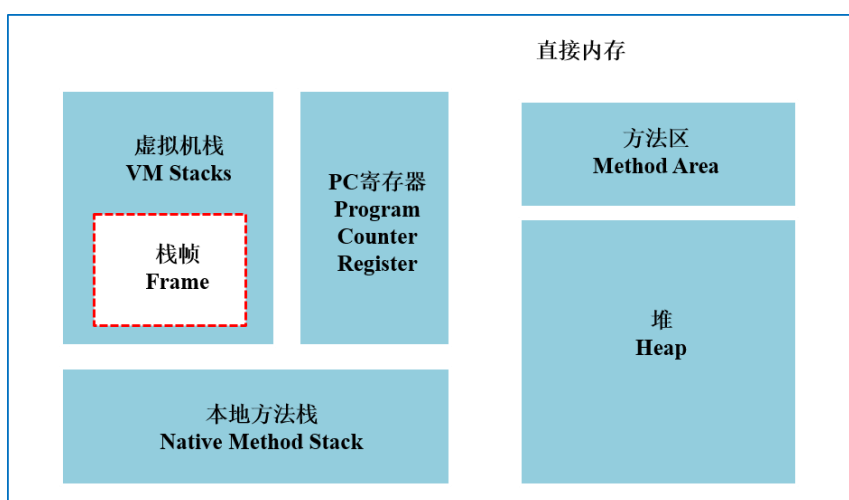 直接内存
虚拟机栈
VM Stacks
栈帧
Frame
PC寄存器
Program
Counter
Register
方法区
Method Area
堆
Heap
本地方法栈
Native Method Stack